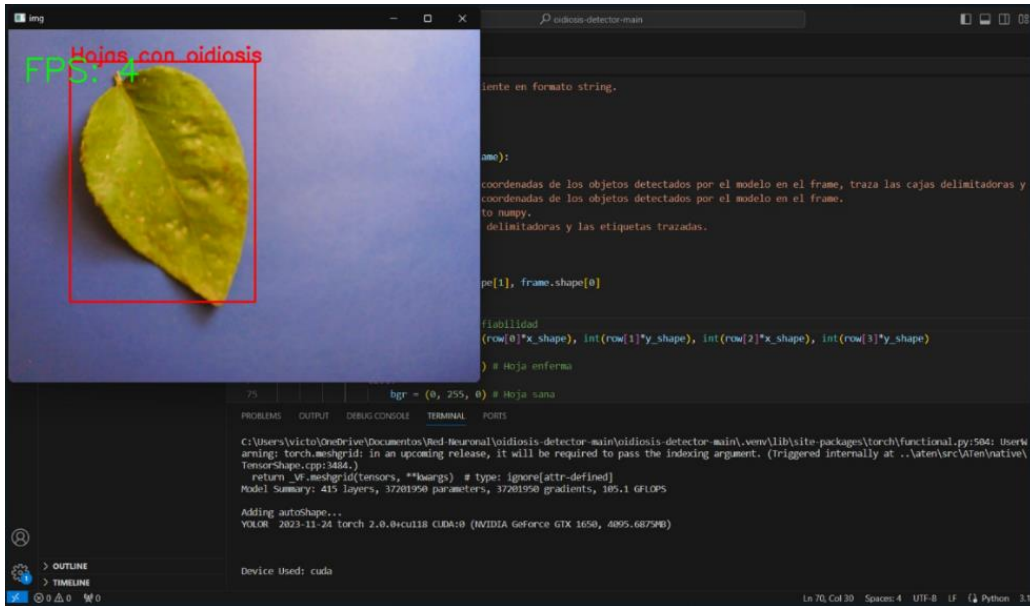 img
oidiosis-detector-main
Hojas con oidiosis
FPS: 4
iente en formato string.
ame):
coordenadas de los objetos detectados por el modelo en el frame, traza las cajas delimitadoras y
coordenadas de los objetos detectados por el modelo en el frame.
to numpy.
delimitadoras y las etiquetas trazadas.
pe[1], frame.shape[0]
fiabilidad
(row[0]*x_shape), int(row[1]*y_shape), int(row[2]*x_shape), int(row[3]*y_shape)
) # Hoja enferma
75 bgr = (0, 255, 0) # Hoja sana
PROBLEMS OUTPUT DEBUG CONSOLE TERMINAL PORTS
C:\Users\victo\OneDrive\Documentos\Red-Neuronal\oidiosis-detector-main\oidiosis-detector-main\.venv\lib\site-packages\torch\functional.py:504: UserW
arning: torch.meshgrid: in an upcoming release, it will be required to pass the indexing argument. (Triggered internally at ..\aten\src\ATen\native\
TensorShape.cpp:3484.)
return _VF.meshgrid(tensors, **kwargs) # type: ignore[attr-defined]
Model Summary: 415 layers, 37201950 parameters, 37201950 gradients, 105.1 GFLOPS
Adding autoShape...
YOLOR 2023-11-24 torch 2.0.0+cu118 CUDA:0 (NVIDIA GeForce GTX 1650, 4095.6875MB)
Device Used: cuda
OUTLINE
TIMELINE
0 0 0 Ln 70, Col 30 Spaces: 4 UTF-8 LF Python